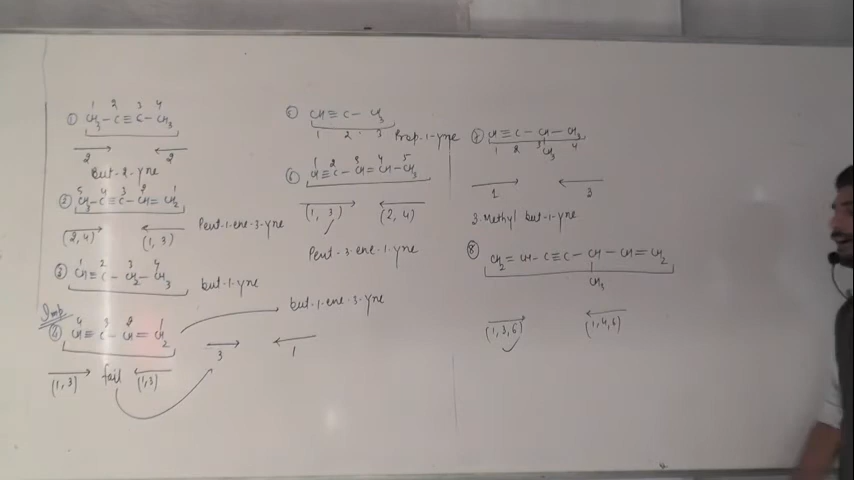 1 2 3 4
① CH3 - C ≡ C - CH3
2 2
But-2-yne
5 4 3 2 1
② CH3 - C ≡ C - CH = CH2
(2,4) (1,3) Pent-1-ene-3-yne
1 2 3 4
③ CH ≡ C - CH2 - CH3
but-1-yne
Imp
4 3 2 1
④ CH ≡ C - CH = CH2
but-1-ene-3-yne
3 1
(1,3) fail (1,3)
CH ≡ C - CH3
1 2 3
Prop-1-yne
1 2 3 4 5
⑥ CH ≡ C - CH = CH - CH3
(1,3) (2,4)
Pent-3-ene-1-yne
⑦ CH ≡ C - CH - CH3
1 2 3 4
CH3
1 3
3-Methyl but-1-yne
⑧ CH2 = CH - C ≡ C - CH - CH = CH2
CH3
(1,3,6) (1,4,6)